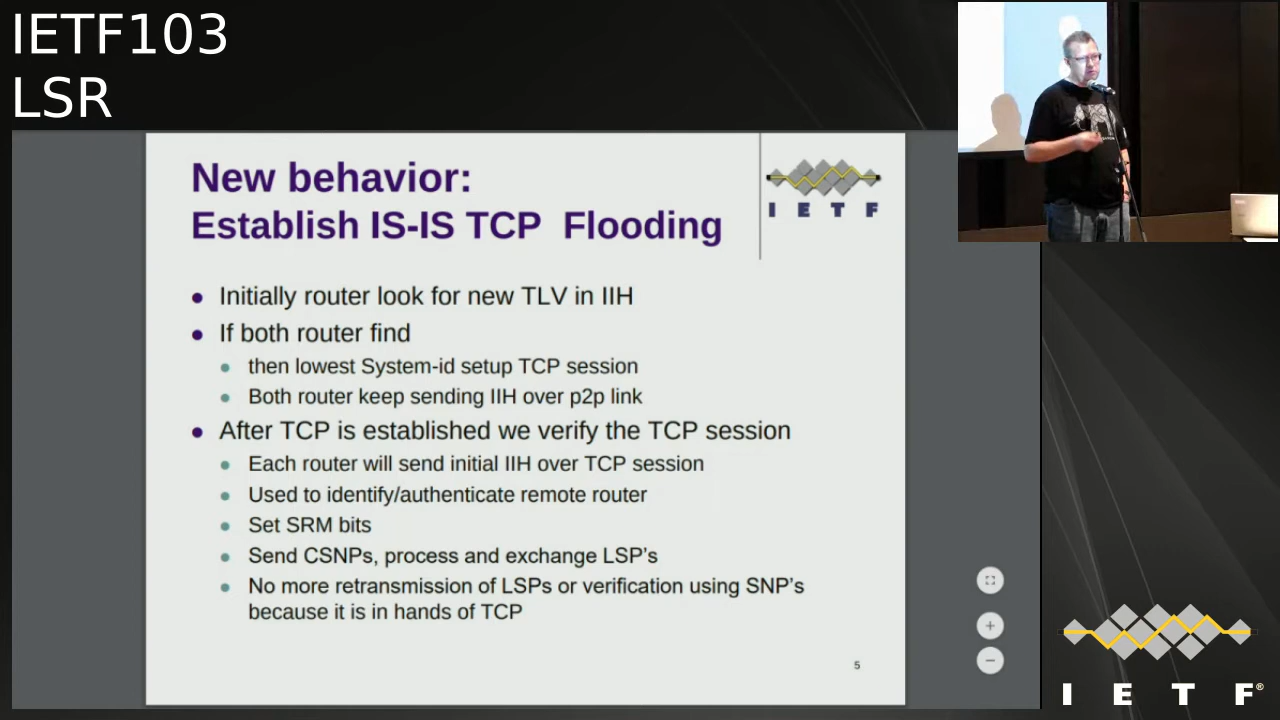 IETF103
LSR
New behavior:
Establish IS-IS TCP  Flooding
I E T F
● Initially router look for new TLV in IIH
● If both router find
● then lowest System-id setup TCP session
● Both router keep sending IIH over p2p link
● After TCP is established we verify the TCP session
● Each router will send initial IIH over TCP session
● Used to identify/authenticate remote router
● Set SRM bits
● Send CSNPs, process and exchange LSP's
● No more retransmission of LSPs or verification using SNP's
because it is in hands of TCP
5
I E T F®